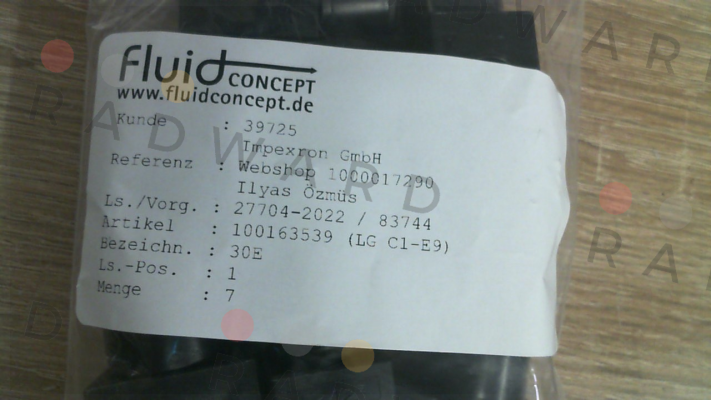 fluid CONCEPT
www.fluidconcept.de
Kunde : 39725
Impexron GmbH
Referenz : Webshop 1000017290
Ilyas Özmüs
Ls./Vorg. : 27704-2022 / 83744
Artikel : 100163539 (LG C1-E9)
Bezeichn. : 30E
Ls.-Pos. : 1
Menge : 7
RADWARD